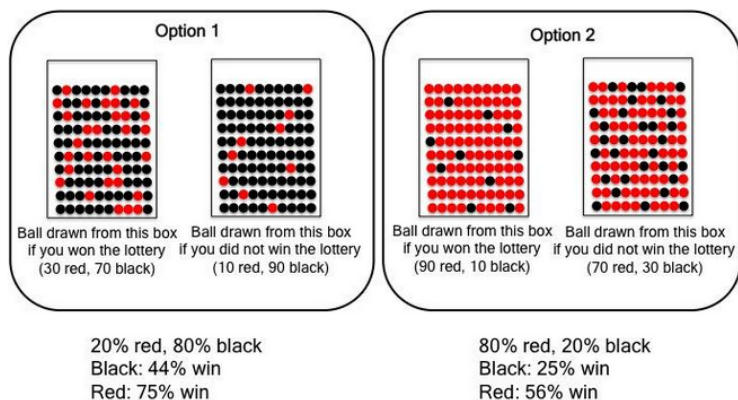 Option 1
Ball drawn from this box
if you won the lottery
(30 red, 70 black)
Ball drawn from this box
if you did not win the lottery
(10 red, 90 black)
20% red, 80% black
Black: 44% win
Red: 75% win
Option 2
Ball drawn from this box
if you won the lottery
(90 red, 10 black)
Ball drawn from this box
if you did not win the lottery
(70 red, 30 black)
80% red, 20% black
Black: 25% win
Red: 56% win